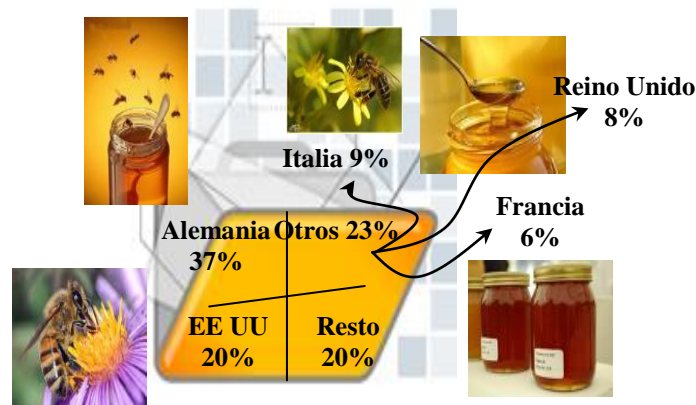 Reino Unido
8%
Italia 9%
Francia
6%
Alemania
37%
Otros 23%
EE UU
20%
Resto
20%